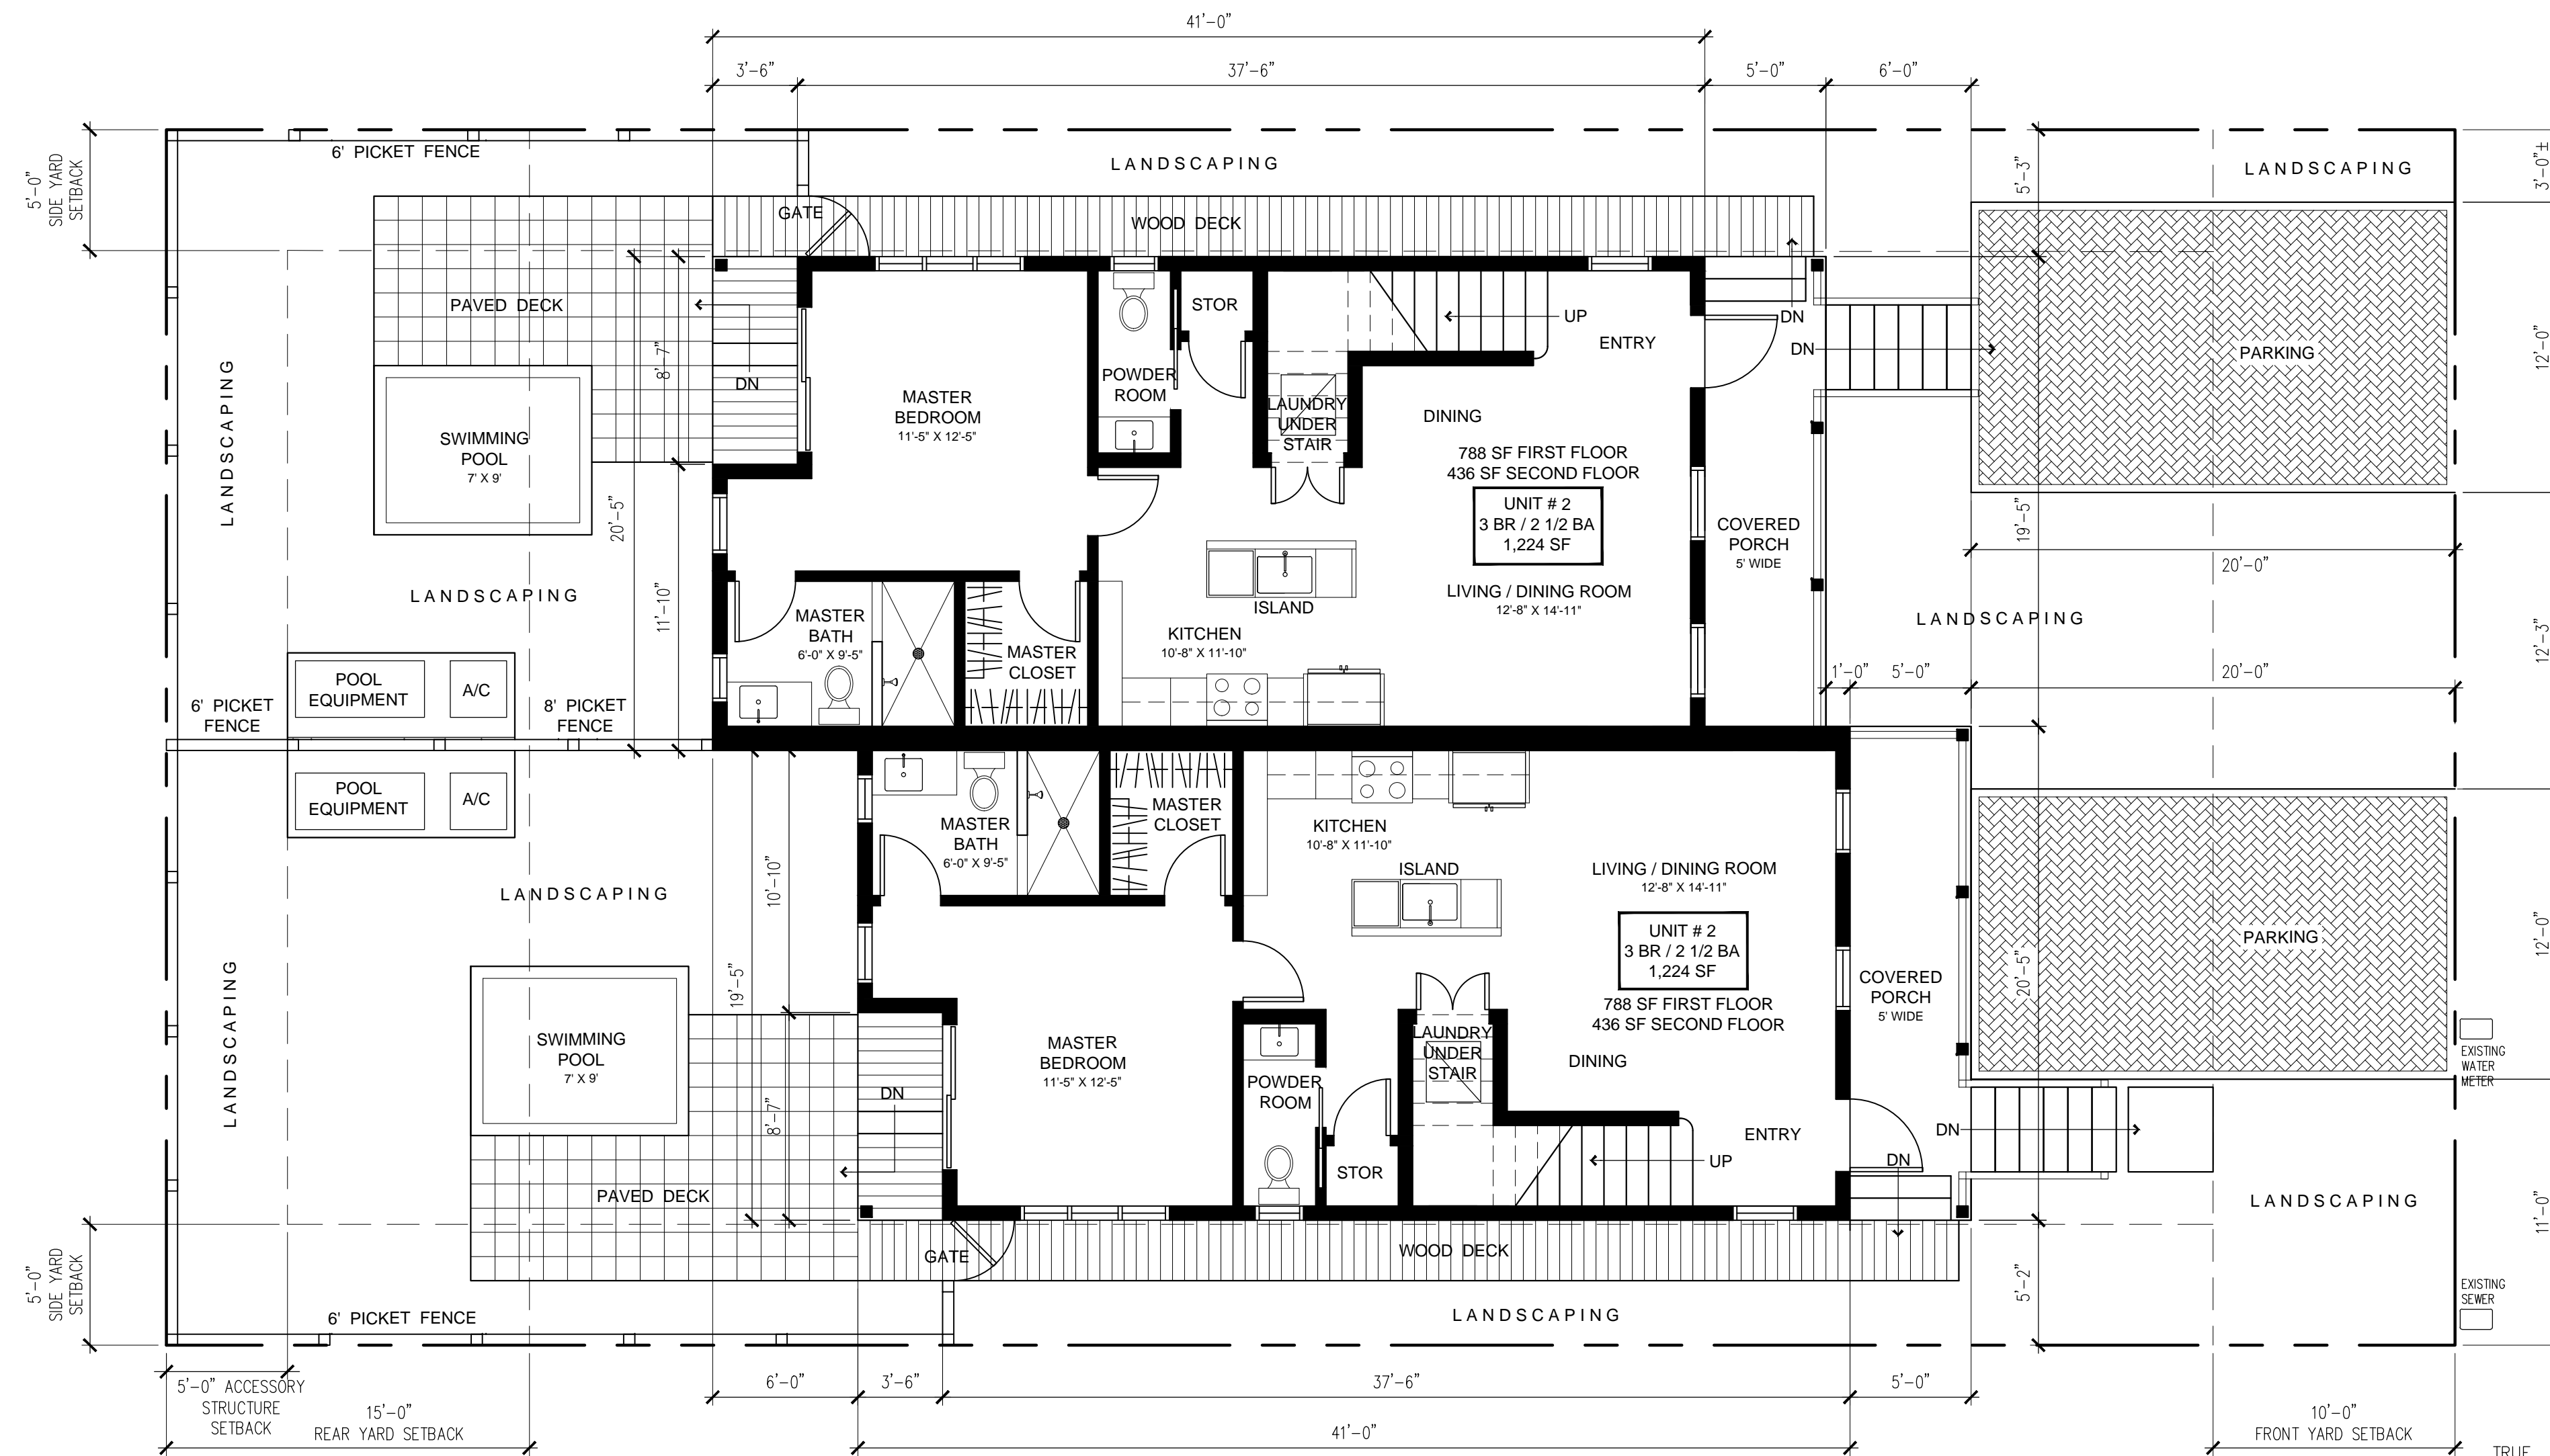 41'-0"
3'-6"
37'-6"
5'-0"
6'-0"
5'-0"
SIDE YARD
SETBACK
6' PICKET FENCE
LANDSCAPING
5'-3"
LANDSCAPING
3'-0"±
GATE
WOOD DECK
PAVED DECK
STOR
UP
ENTRY
DN
DN
PARKING
12'-0"
8'-7"
DN
POWDER
ROOM
MASTER
BEDROOM
11'-5" X 12'-5"
LAUNDRY
UNDER
STAIR
DINING
LANDSCAPING
SWIMMING
POOL
7' X 9'
788 SF FIRST FLOOR
436 SF SECOND FLOOR
UNIT # 2
3 BR / 2 1/2 BA
1,224 SF
20'-5"
COVERED
PORCH
5' WIDE
19'-5"
20'-0"
LANDSCAPING
11'-10"
MASTER
BATH
6'-0" X 9'-5"
ISLAND
LIVING / DINING ROOM
12'-8" X 14'-11"
LANDSCAPING
12'-3"
KITCHEN
10'-8" X 11'-10"
MASTER
CLOSET
1'-0"
5'-0"
20'-0"
POOL
EQUIPMENT
A/C
6' PICKET
FENCE
8' PICKET
FENCE
POOL
EQUIPMENT
A/C
MASTER
BATH
6'-0" X 9'-5"
MASTER
CLOSET
KITCHEN
10'-8" X 11'-10"
ISLAND
LIVING / DINING ROOM
12'-8" X 14'-11"
LANDSCAPING
10'-10"
UNIT # 2
3 BR / 2 1/2 BA
1,224 SF
PARKING
12'-0"
19'-5"
COVERED
PORCH
5' WIDE
20'-5"
788 SF FIRST FLOOR
436 SF SECOND FLOOR
LANDSCAPING
SWIMMING
POOL
7' X 9'
MASTER
BEDROOM
11'-5" X 12'-5"
LAUNDRY
UNDER
STAIR
DINING
EXISTING
WATER
METER
DN
POWDER
ROOM
8'-7"
ENTRY
DN
UP
DN
STOR
PAVED DECK
LANDSCAPING
11'-0"
GATE
WOOD DECK
5'-0"
SIDE YARD
SETBACK
5'-2"
EXISTING
SEWER
6' PICKET FENCE
LANDSCAPING
5'-0" ACCESSORY
STRUCTURE
SETBACK
6'-0"
3'-6"
37'-6"
5'-0"
15'-0"
REAR YARD SETBACK
41'-0"
10'-0"
FRONT YARD SETBACK
TRUE